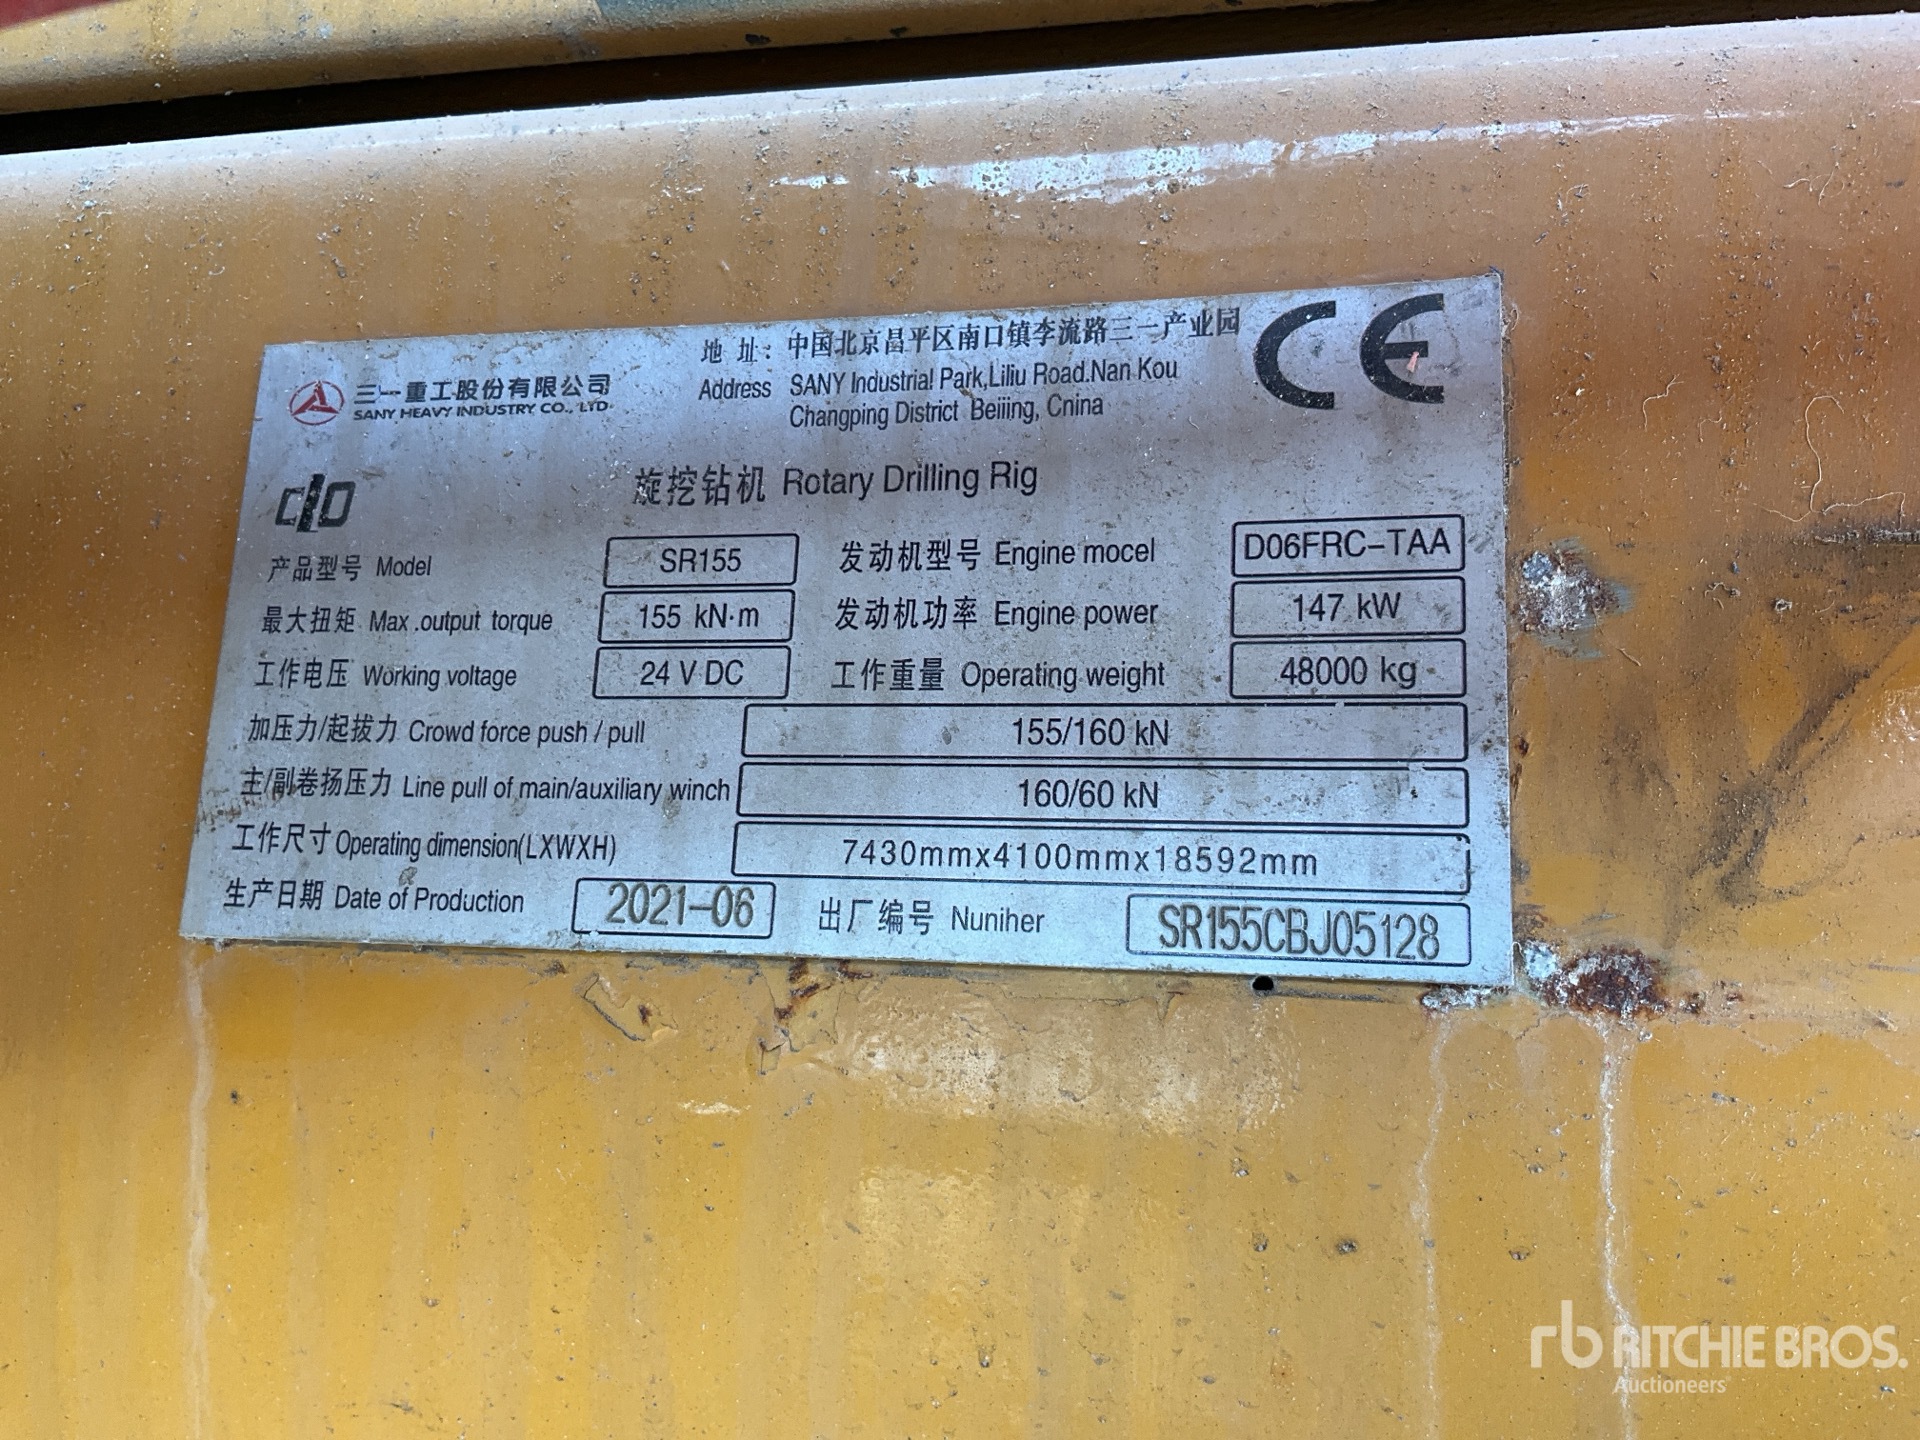 三一重工股份有限公司
SANY HEAVY INDUSTRY CO., LTD.
地 址: 中国北京昌平区南口镇李流路三一产业园
Address SANY Industrial Park,Liliu Road.Nan Kou
Changping District Beiiing, Cnina
CE
旋挖钻机 Rotary Drilling Rig
产品型号 Model SR155 发动机型号 Engine mocel D06FRC-TAA
最大扭矩 Max .output torque 155 kN·m 发动机功率 Engine power 147 kW
工作电压 Working voltage 24 V DC 工作重量 Operating weight 48000 kg
加压力/起拔力 Crowd force push / pull 155/160 kN
主/副卷扬压力 Line pull of main/auxiliary winch 160/60 kN
工作尺寸 Operating dimension(LXWXH) 7430mmx4100mmx18592mm
生产日期 Date of Production 2021-06 出厂编号 Nuniher SR155CBJ05128
rb RITCHIE BROS.
Auctioneers